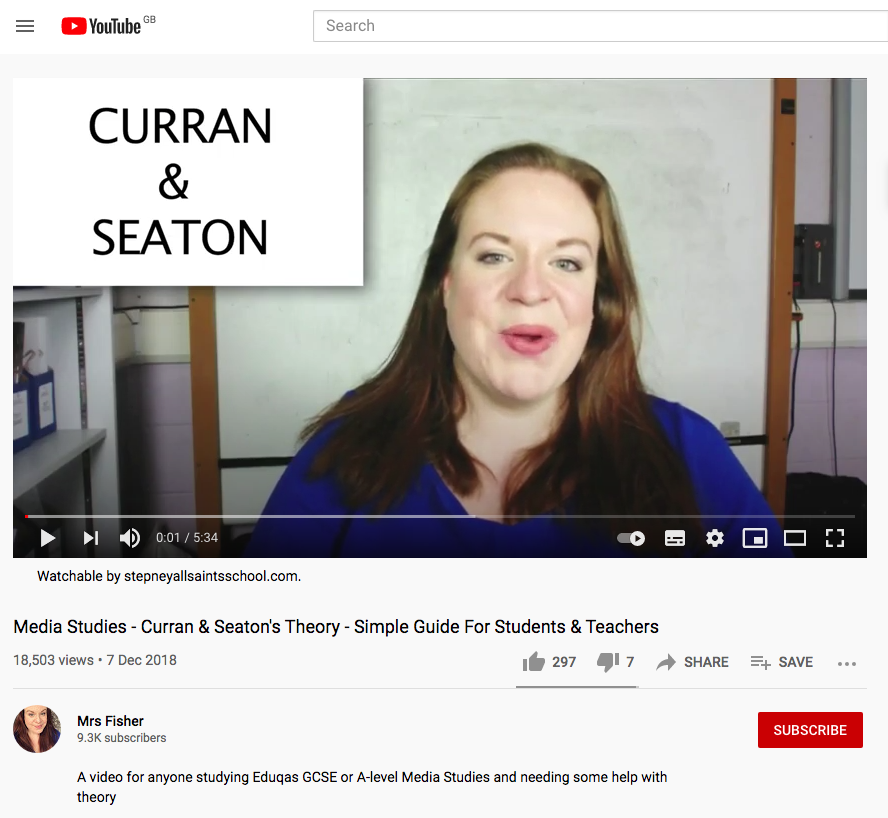 YouTube GB
Search
CURRAN
&
SEATON
0:01 / 5:34
Watchable by stepneyallsaintsschool.com.
Media Studies - Curran & Seaton's Theory - Simple Guide For Students & Teachers
18,503 views • 7 Dec 2018
297
7
SHARE
SAVE
Mrs Fisher
9.3K subscribers
SUBSCRIBE
A video for anyone studying Eduqas GCSE or A-level Media Studies and needing some help with
theory